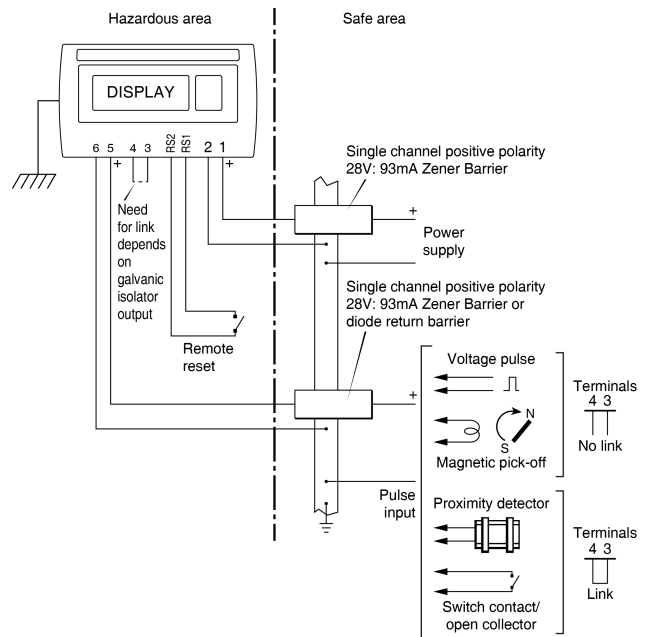 Hazardous area
Safe area
DISPLAY
6 5 4 3 RS2 RS1 2 1
+ +
Need
for link
depends
on
galvanic
isolator
output
Remote
reset
Single channel positive polarity
28V: 93mA Zener Barrier
+
Power
supply
Single channel positive polarity
28V: 93mA Zener Barrier or
diode return barrier
+
Pulse
input
Voltage pulse
N
S
Magnetic pick-off
Terminals
4 3
No link
Proximity detector
Switch contact/
open collector
Terminals
4 3
Link